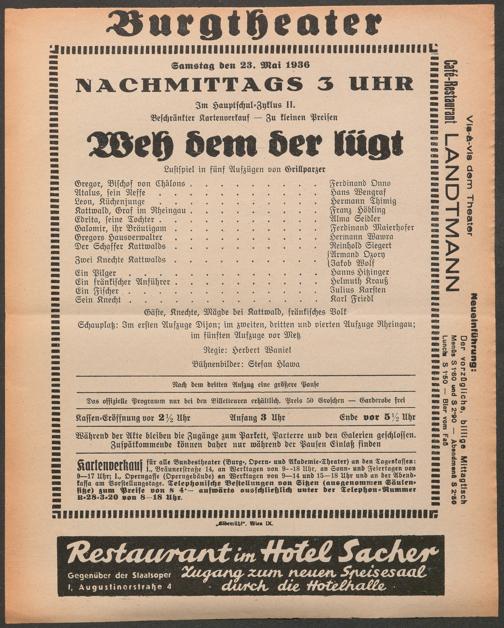 Burgtheater
Samstag den 23. Mai 1936
NACHMITTAGS 3 UHR
Im Hauptschul-Zyklus II.
Beschränkter Kartenverkauf — Zu kleinen Preisen
Weh dem der lügt
Lustspiel in fünf Aufzügen von Grillparzer
Gregor, Bischof von Châlons . . . Ferdinand Onno
Atalus, sein Neffe . . . Hans Wengraf
Leon, Küchenjunge . . . Hermann Thimig
Kattwald, Graf im Rheingau . . . Franz Höbling
Edrita, seine Tochter . . . Alma Seidler
Galomir, ihr Bräutigam . . . Ferdinand Maierhofer
Gregors Hausverwalter . . . Hermann Wawra
Der Schaffer Kattwalds . . . Reinhold Siegert
Zwei Knechte Kattwalds . . . {Armand Ozory
{Jakob Wolf
Ein Pilger . . . Hanns Hitzinger
Ein fränkischer Anführer . . . Helmuth Krauß
Ein Fischer . . . Julius Karsten
Sein Knecht . . . Karl Friedl
Gäste, Knechte, Mägde bei Kattwald, fränkisches Volk
Schauplatz: Im ersten Aufzuge Dijon; im zweiten, dritten und vierten Aufzuge Rheingau;
im fünften Aufzuge vor Metz
Regie: Herbert Waniek
Bühnenbilder: Stefan Hlawa
Nach dem dritten Aufzug eine größere Pause
Das offizielle Programm nur bei den Billetteuren erhältlich. Preis 50 Groschen — Garderobe frei
Kassen-Eröffnung vor 2½ Uhr Anfang 3 Uhr Ende vor 5½ Uhr
Während der Akte bleiben die Zugänge zum Parkett, Parterre und den Galerien geschlossen.
Zuspätkommende können daher nur während der Pausen Einlaß finden
Kartenverkauf für alle Bundestheater (Burg-, Opern- und Akademie-Theater) an den Tageskassen:
I., Bräunerstraße 14, an Werktagen von 9—18 Uhr, an Sonn- und Feiertagen von
9—17 Uhr; I., Operngasse (Operngebäude) an Werktagen von 9—14 und 15—18 Uhr und an der Abend-
kassa am Vorstellungstage. Telephonische Bestellungen von Sitzen (ausgenommen Säulen-
sitze) zum Preise von S 4·— aufwärts ausschließlich unter der Telephon-Nummer
R-28-3-20 von 8—18 Uhr.
„Elbemühl“, Wien IX.
Café-Restaurant LANDTMANN
Vis-à-vis dem Theater
Neueinführung:
Der vorzügliche, billige Mittagtisch
Menüs S 1·60 und S 2·90 — Abendmenü S 2·60
Lunchs S 1·50 — Bier vom Faß
Restaurant im Hotel Sacher
Gegenüber der Staatsoper
I, Augustinerstraße 4
Zugang zum neuen Speisesaal
durch die Hotelhalle